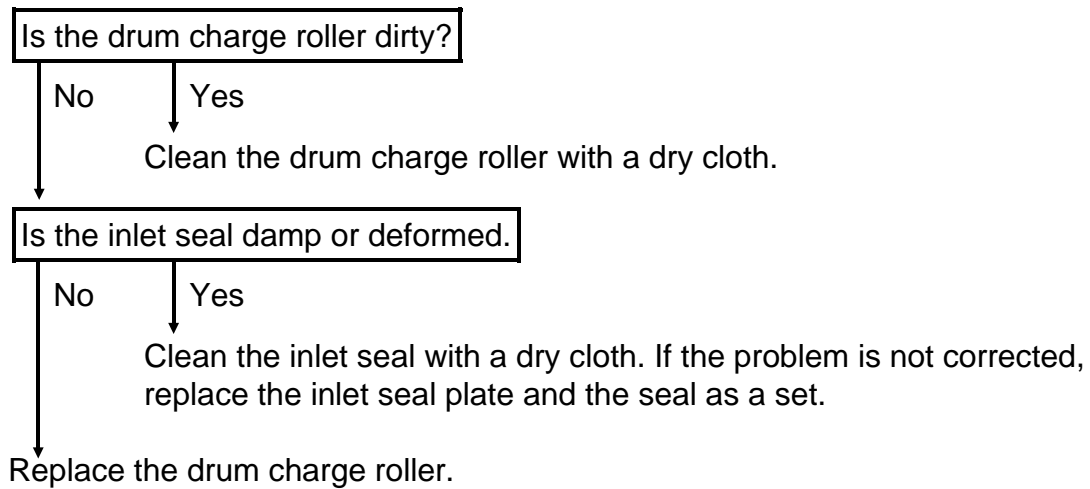 Is the drum charge roller dirty?
No Yes
Clean the drum charge roller with a dry cloth.
Is the inlet seal damp or deformed.
No Yes
Clean the inlet seal with a dry cloth. If the problem is not corrected,
replace the inlet seal plate and the seal as a set.
Replace the drum charge roller.